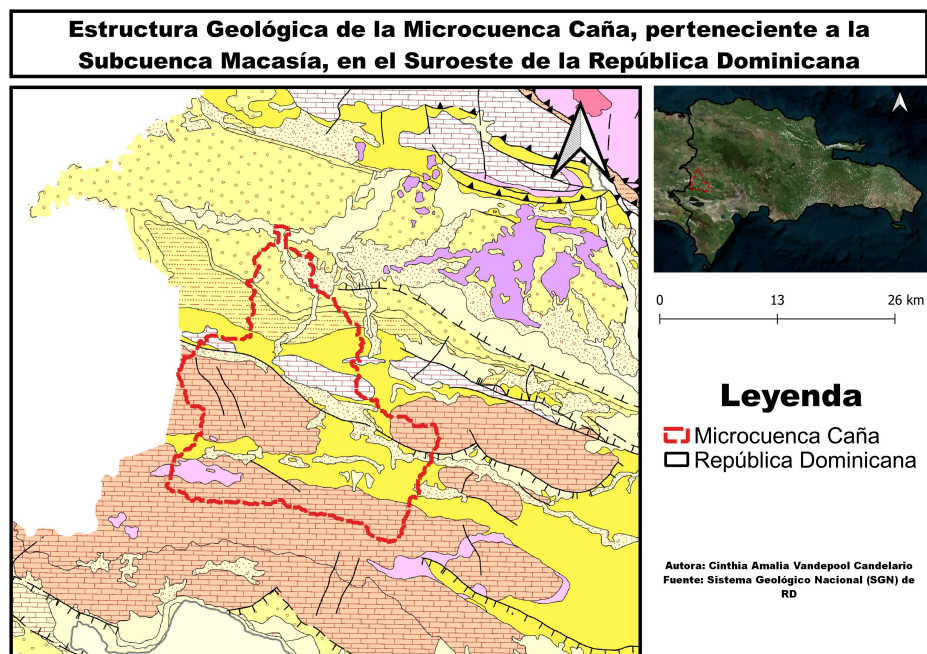 Estructura Geológica de la Microcuenca Caña, perteneciente a la
Subcuenca Macasía, en el Suroeste de la República Dominicana
0 13 26 km
Leyenda
Microcuenca Caña
República Dominicana
Autora: Cinthia Amalia Vandepool Candelario
Fuente: Sistema Geológico Nacional (SGN) de
RD